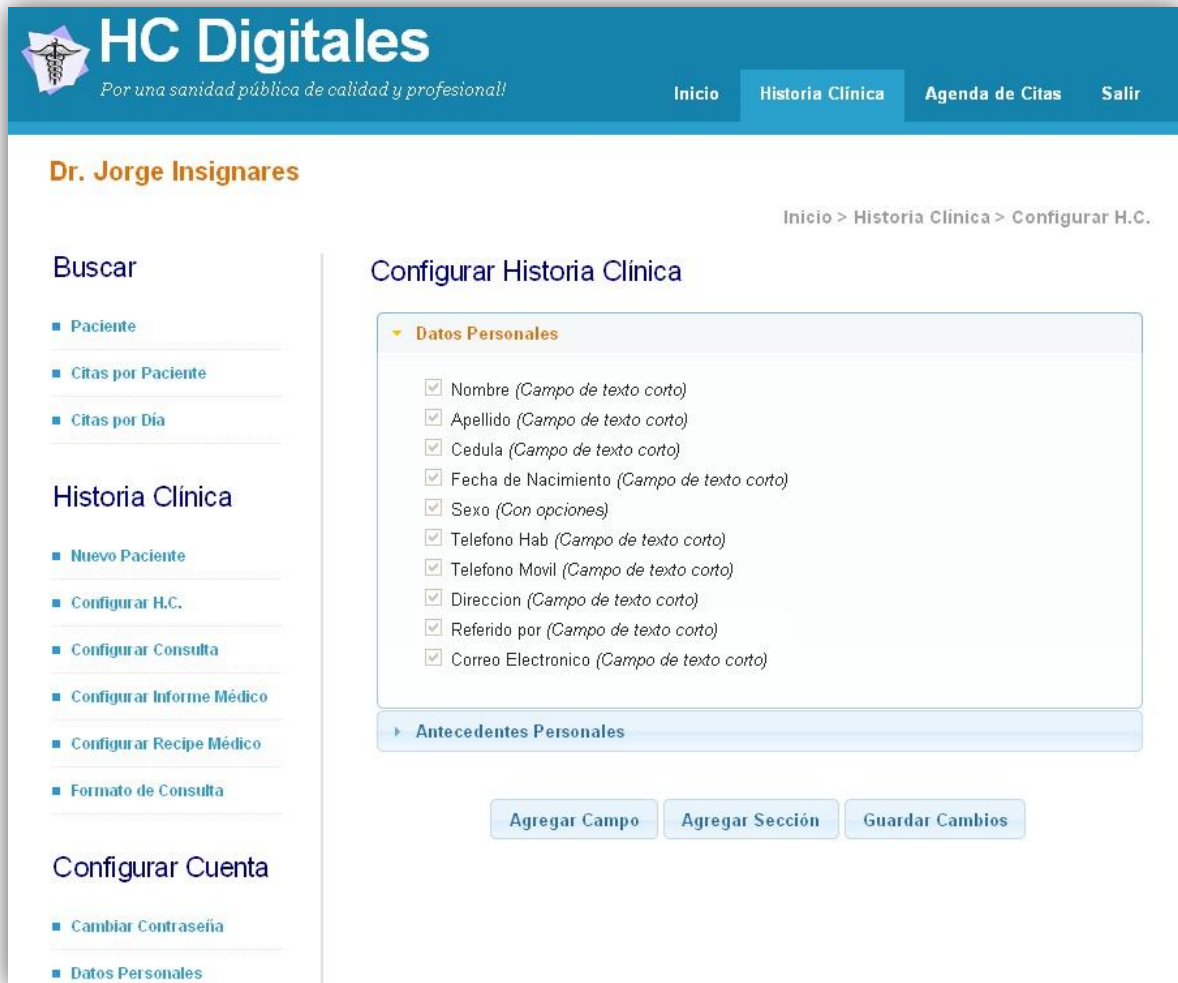 HC Digitales
Por una sanidad pública de calidad y profesional!
Inicio Historia Clínica Agenda de Citas Salir
Dr. Jorge Insignares
Inicio > Historia Clínica > Configurar H.C.
Buscar
Paciente
Citas por Paciente
Citas por Día
Historia Clínica
Nuevo Paciente
Configurar H.C.
Configurar Consulta
Configurar Informe Médico
Configurar Recipe Médico
Formato de Consulta
Configurar Cuenta
Cambiar Contraseña
Datos Personales
Configurar Historia Clínica
Datos Personales
Nombre (Campo de texto corto)
Apellido (Campo de texto corto)
Cedula (Campo de texto corto)
Fecha de Nacimiento (Campo de texto corto)
Sexo (Con opciones)
Telefono Hab (Campo de texto corto)
Telefono Movil (Campo de texto corto)
Direccion (Campo de texto corto)
Referido por (Campo de texto corto)
Correo Electronico (Campo de texto corto)
Antecedentes Personales
Agregar Campo Agregar Sección Guardar Cambios